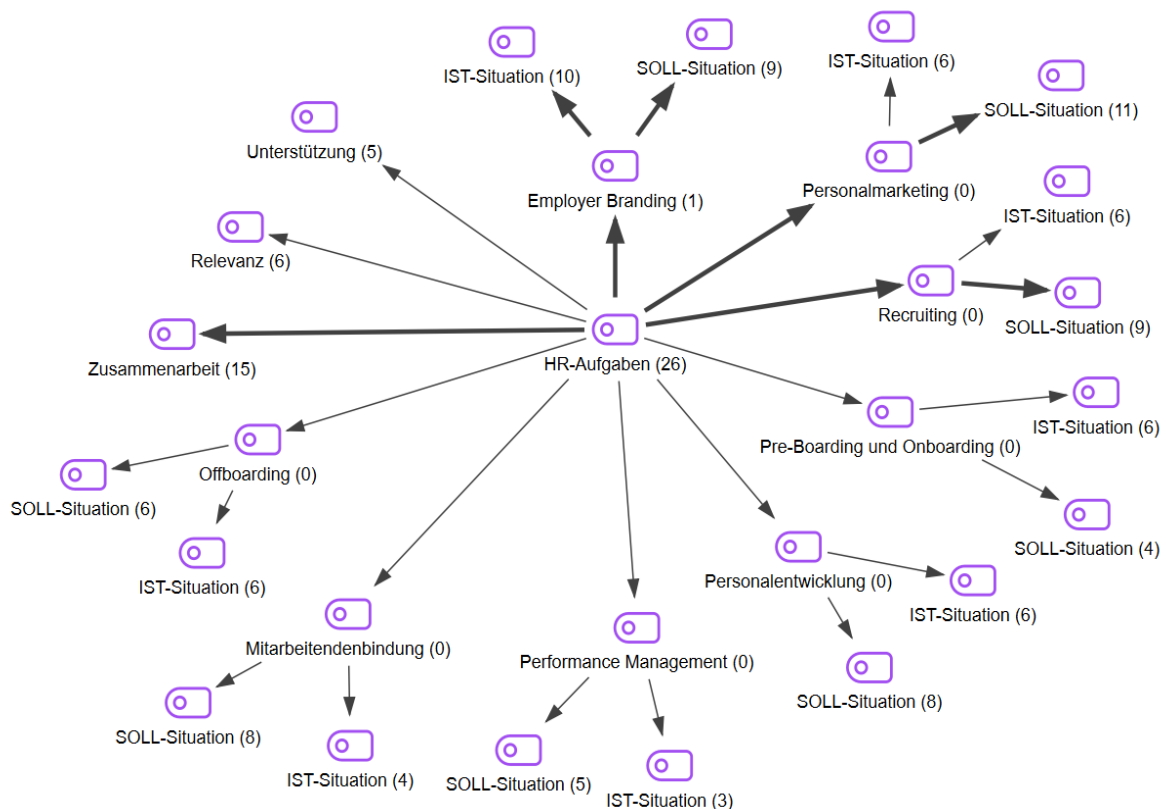 IST-Situation (10)
SOLL-Situation (9)
IST-Situation (6)
SOLL-Situation (11)
Unterstützung (5)
Employer Branding (1)
Personalmarketing (0)
IST-Situation (6)
Relevanz (6)
Recruiting (0)
SOLL-Situation (9)
Zusammenarbeit (15)
HR-Aufgaben (26)
Pre-Boarding und Onboarding (0)
IST-Situation (6)
Offboarding (0)
SOLL-Situation (6)
SOLL-Situation (4)
IST-Situation (6)
Personalentwicklung (0)
IST-Situation (6)
Mitarbeitendenbindung (0)
Performance Management (0)
SOLL-Situation (8)
SOLL-Situation (8)
IST-Situation (4)
SOLL-Situation (5)
IST-Situation (3)